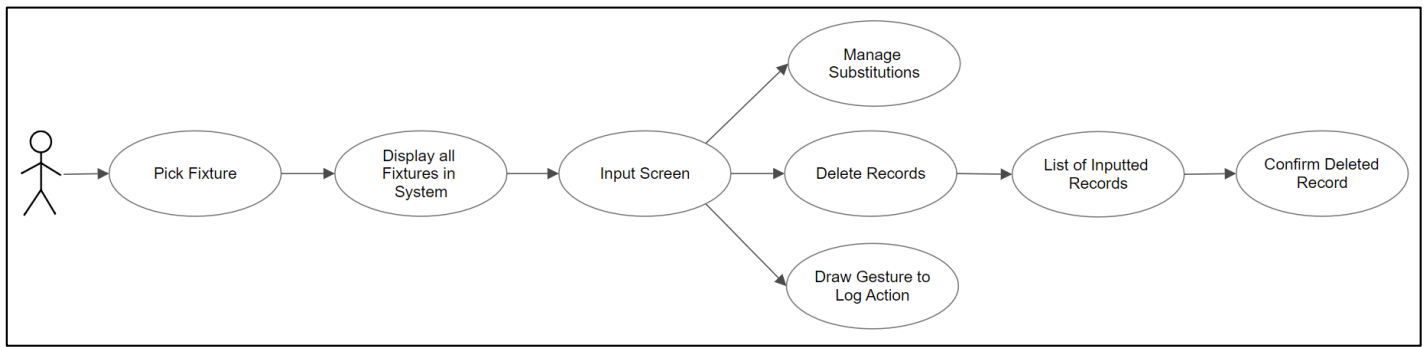 Pick Fixture
Display all
Fixtures in
System
Input Screen
Manage
Substitutions
Delete Records
List of Inputted
Records
Confirm Deleted
Record
Draw Gesture to
Log Action